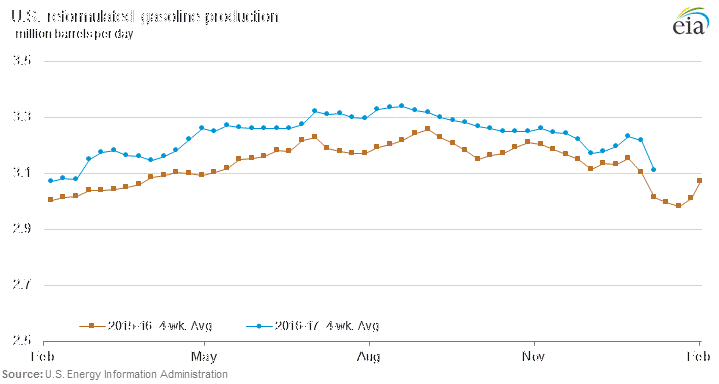 U.S. reformulated gasoline production
million barrels per day
eia
3.5
3.3
3.1
2.9
2.7
2.5
2015-16 4-wk. Avg
2016-17 4-wk. Avg
Feb May Aug Nov Feb
Source: U.S. Energy Information Administration